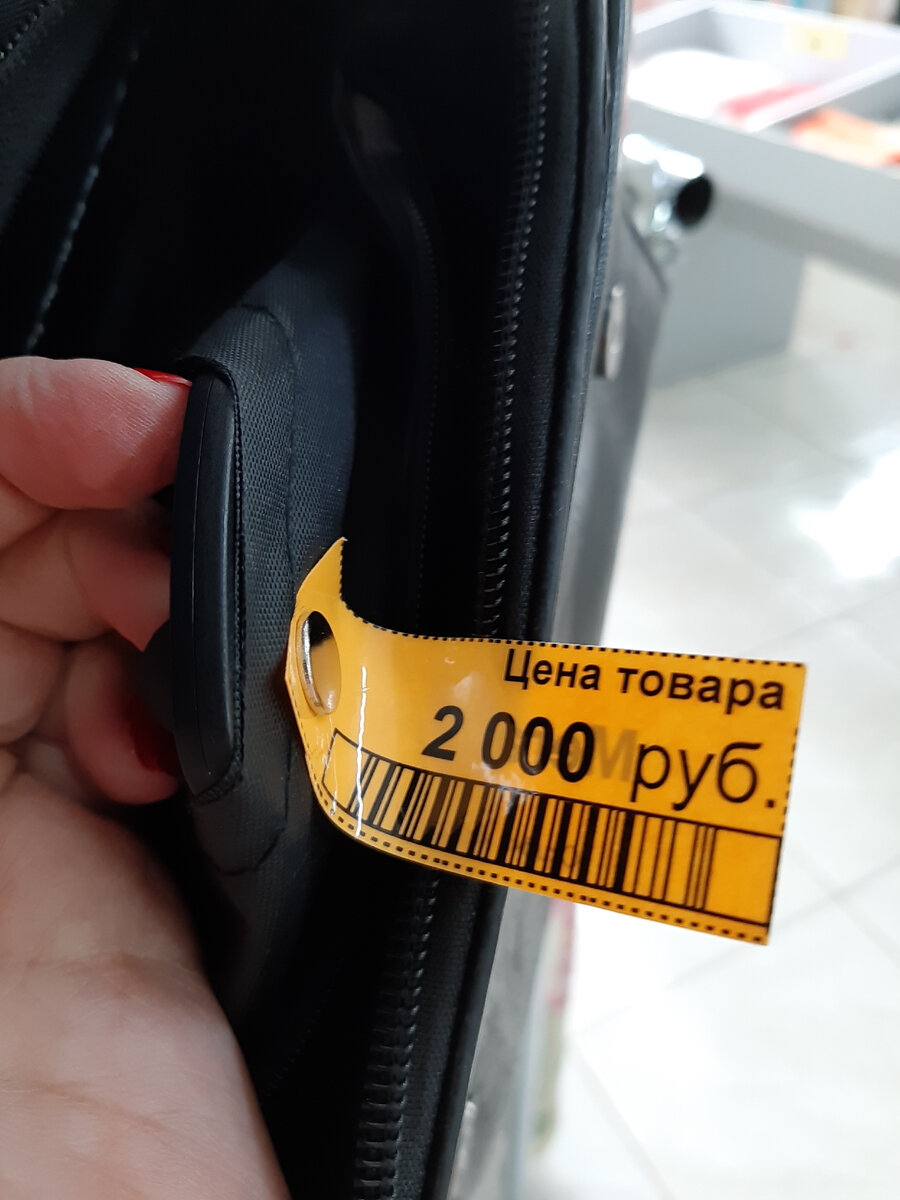 Цена товара
2 000 руб.